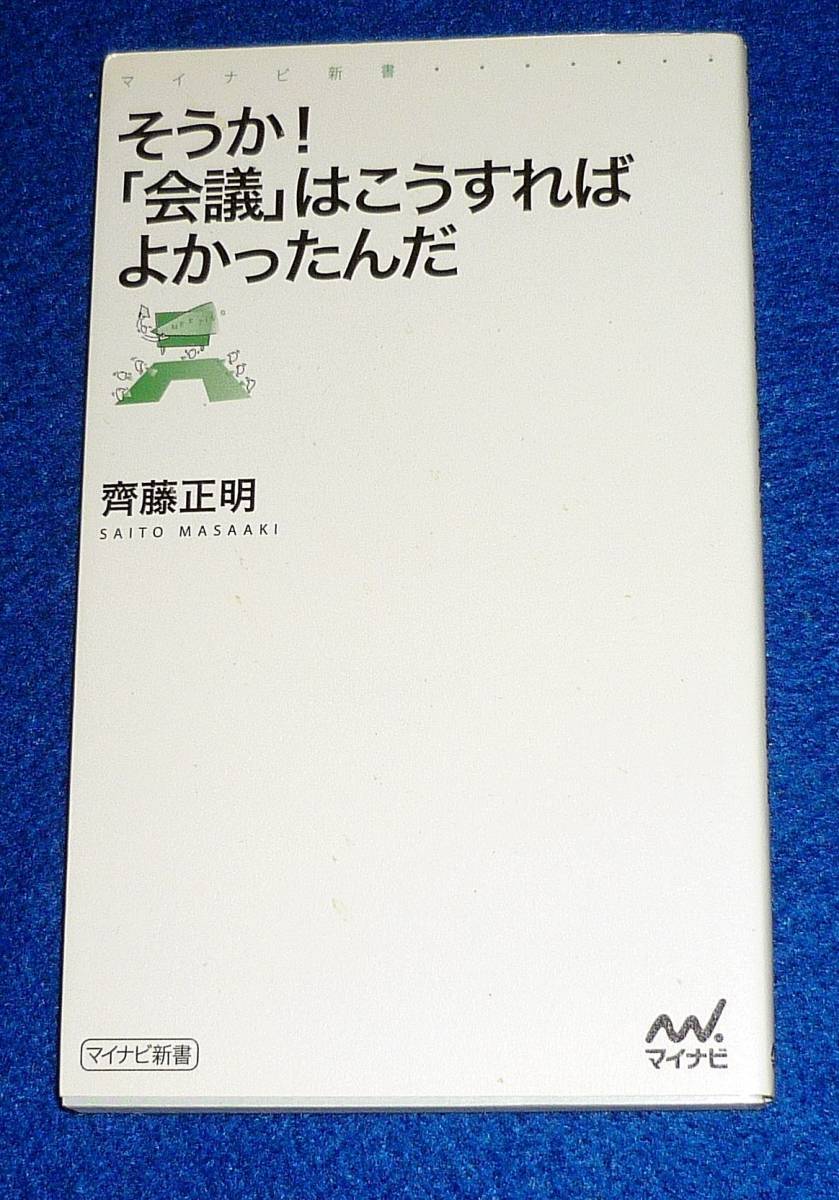 マイナビ新書
そうか!
「会議」はこうすれば
よかったんだ
MEETING
齊藤正明
SAITO MASAAKI
マイナビ新書
マイナビ